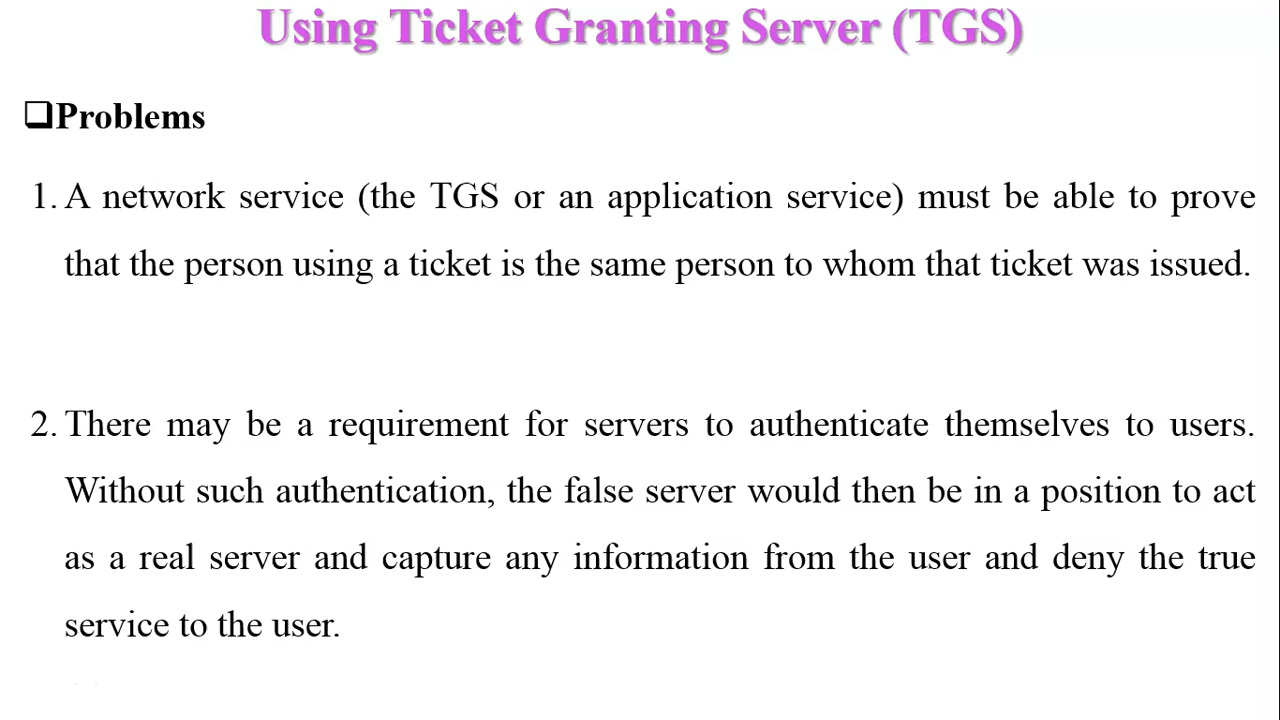 Using Ticket Granting Server (TGS)
❑Problems
1. A network service (the TGS or an application service) must be able to prove
that the person using a ticket is the same person to whom that ticket was issued.
2. There may be a requirement for servers to authenticate themselves to users.
Without such authentication, the false server would then be in a position to act
as a real server and capture any information from the user and deny the true
service to the user.